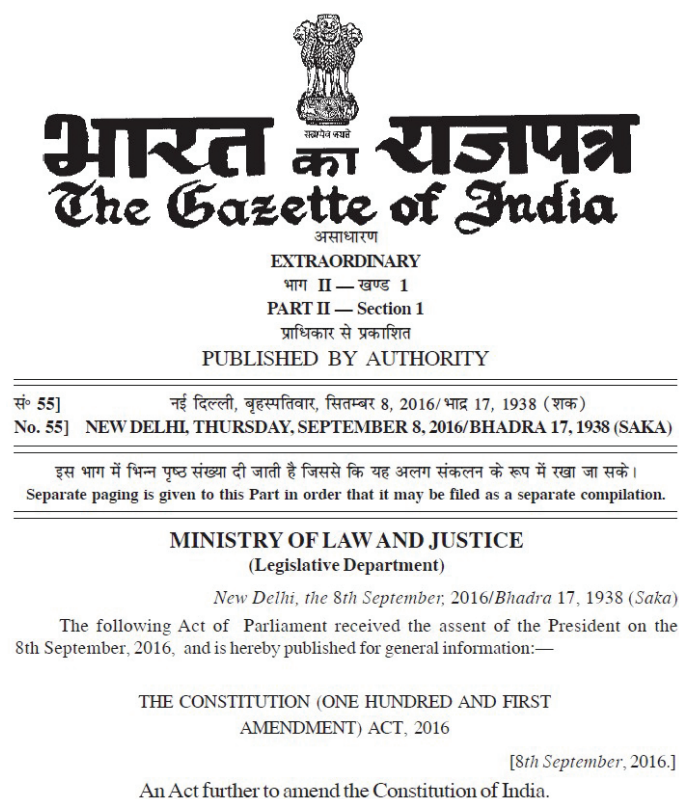 सत्यमेव जयते
भारत का राजपत्र
The Gazette of India
असाधारण
EXTRAORDINARY
भाग II — खण्ड 1
PART II — Section 1
प्राधिकार से प्रकाशित
PUBLISHED BY AUTHORITY
सं॰ 55] नई दिल्ली, बृहस्पतिवार, सितम्बर 8, 2016/भाद्र 17, 1938 (शक)
No. 55] NEW DELHI, THURSDAY, SEPTEMBER 8, 2016/BHADRA 17, 1938 (SAKA)
इस भाग में भिन्न पृष्ठ संख्या दी जाती है जिससे कि यह अलग संकलन के रूप में रखा जा सके।
Separate paging is given to this Part in order that it may be filed as a separate compilation.
MINISTRY OF LAW AND JUSTICE
(Legislative Department)
New Delhi, the 8th September, 2016/Bhadra 17, 1938 (Saka)
The following Act of Parliament received the assent of the President on the
8th September, 2016, and is hereby published for general information:—
THE CONSTITUTION (ONE HUNDRED AND FIRST
AMENDMENT) ACT, 2016
[8th September, 2016.]
An Act further to amend the Constitution of India.